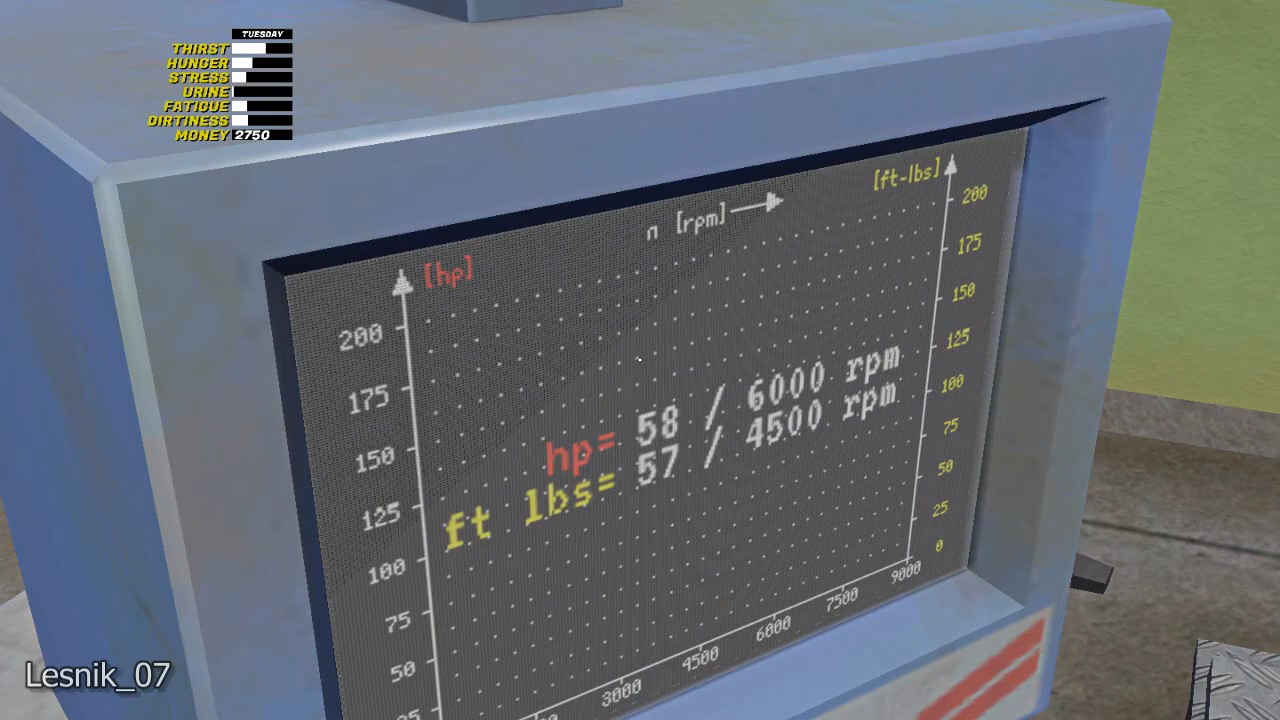 TUESDAY
THIRST
HUNGER
STRESS
URINE
FATIGUE
DIRTINESS
MONEY 2750
[ft-lbs]
n [rpm]
[hp]
200
175
150
125
100
75
50
25
0
200
175
150
125
100
75
50
hp= 58 / 6000 rpm
ft lbs= 57 / 4500 rpm
3000 4500 6000 7500 9000
Lesnik_07